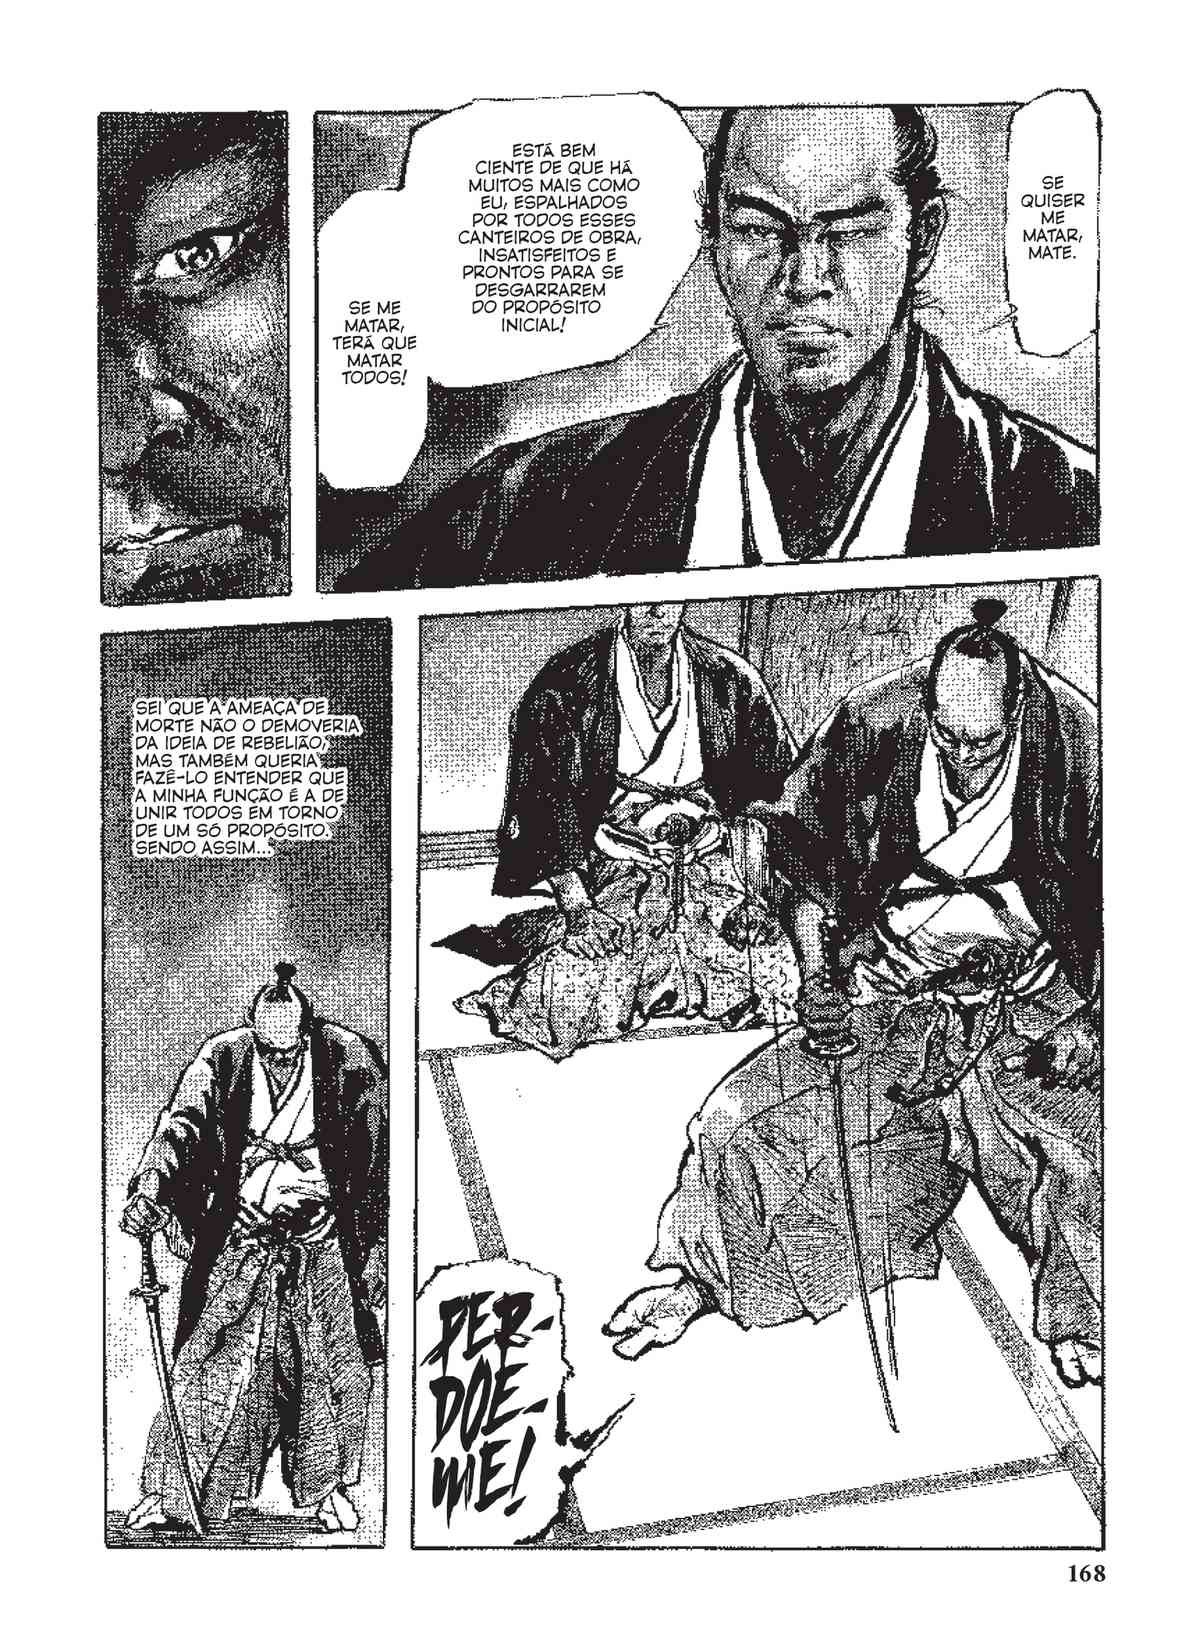 SE
QUISER
ME
MATAR,
MATE.
ESTÁ BEM
CIENTE DE QUE HÁ
MUITOS MAIS COMO
EU, ESPALHADOS
POR TODOS ESSES
CANTEIROS DE OBRA,
INSATISFEITOS E
PRONTOS PARA SE
DESGARRAREM
DO PROPÓSITO
INICIAL!
SE ME
MATAR,
TERÁ QUE
MATAR
TODOS!
PER-
DOE-
ME!
SEI QUE A AMEAÇA DE
MORTE NÃO O DEMOVERIA
DA IDEIA DE REBELIÃO,
MAS TAMBÉM QUERIA
FAZÊ-LO ENTENDER QUE
A MINHA FUNÇÃO É A DE
UNIR TODOS EM TORNO
DE UM SÓ PROPÓSITO.
SENDO ASSIM...
168